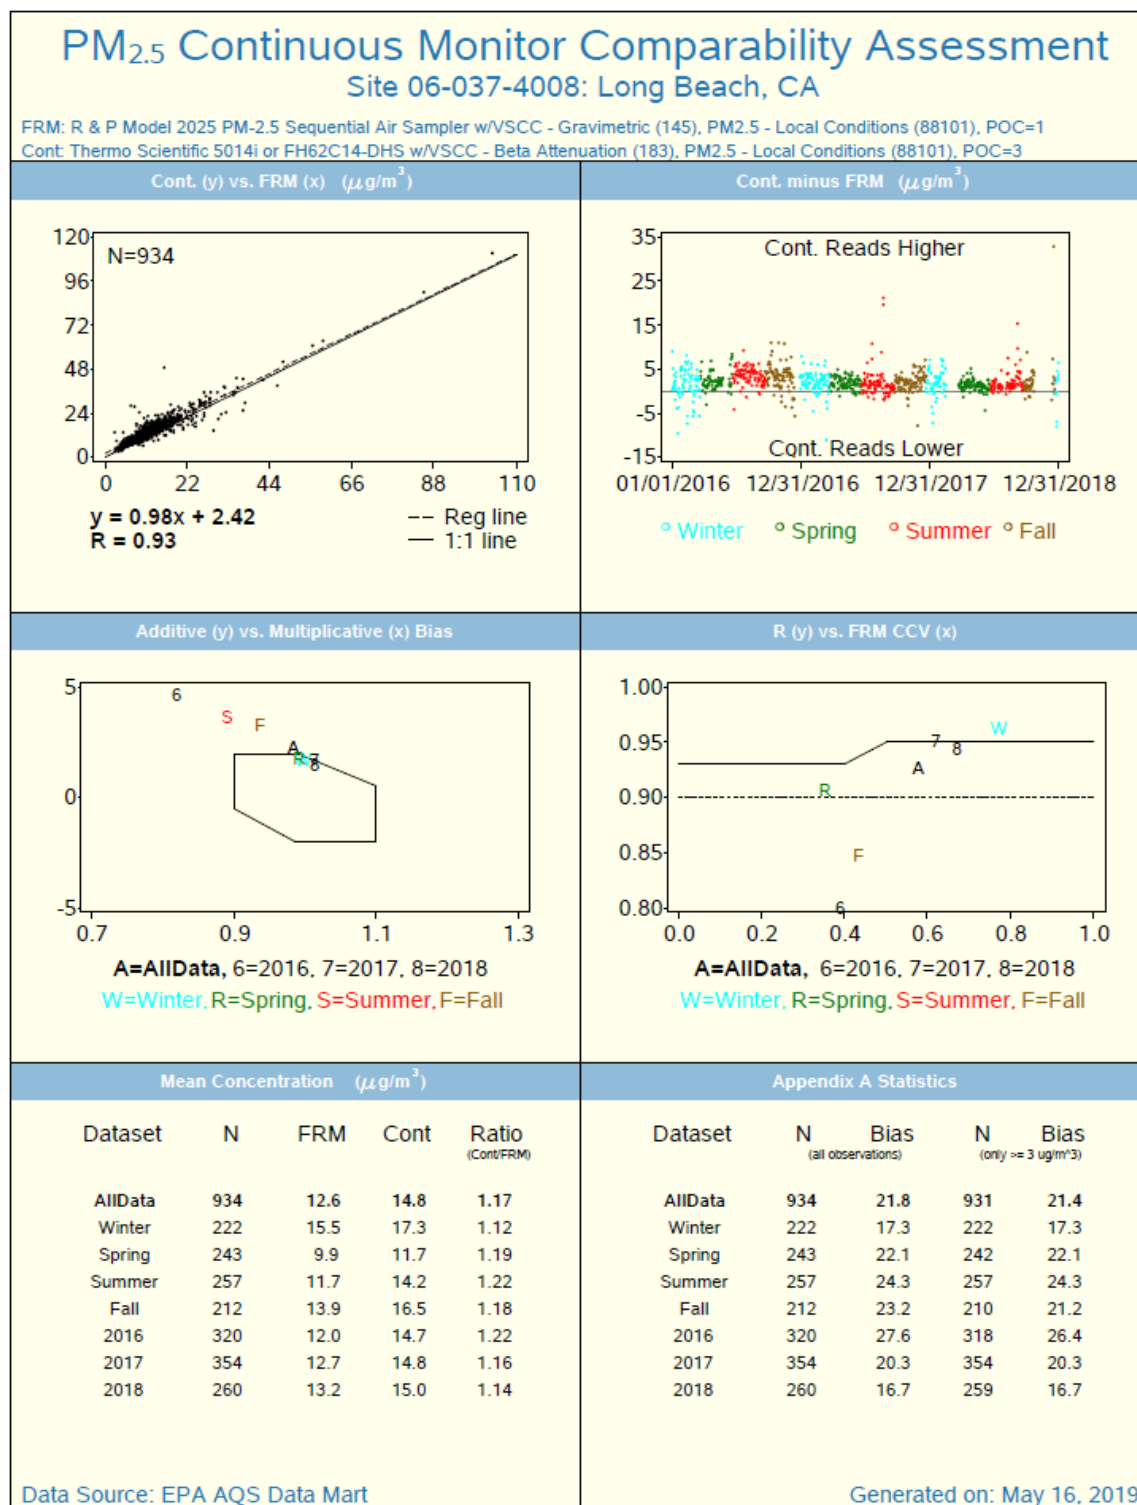 PM2.5 Continuous Monitor Comparability Assessment
Site 06-037-4008: Long Beach, CA
FRM: R & P Model 2025 PM-2.5 Sequential Air Sampler w/VSCC - Gravimetric (145), PM2.5 - Local Conditions (88101), POC=1
Cont: Thermo Scientific 5014i or FH62C14-DHS w/VSCC - Beta Attenuation (183), PM2.5 - Local Conditions (88101), POC=3
Cont. (y) vs. FRM (x) (μg/m³)
120
96
72
48
24
0
N=934
0 22 44 66 88 110
y = 0.98x + 2.42
R = 0.93
Reg line
1:1 line
Cont. minus FRM (μg/m³)
35
25
15
5
-5
-15
Cont. Reads Higher
Cont. Reads Lower
01/01/2016 12/31/2016 12/31/2017 12/31/2018
Winter Spring Summer Fall
Additive (y) vs. Multiplicative (x) Bias
5
0
-5
6
S
F
A
R
W
7
8
0.7 0.9 1.1 1.3
A=AllData, 6=2016, 7=2017, 8=2018
W=Winter, R=Spring, S=Summer, F=Fall
R (y) vs. FRM CCV (x)
1.00
0.95
0.90
0.85
0.80
W
7
8
A
R
F
6
0.0 0.2 0.4 0.6 0.8 1.0
A=AllData, 6=2016, 7=2017, 8=2018
W=Winter, R=Spring, S=Summer, F=Fall
Mean Concentration (μg/m³)
Dataset N FRM Cont Ratio
(Cont/FRM)
AllData 934 12.6 14.8 1.17
Winter 222 15.5 17.3 1.12
Spring 243 9.9 11.7 1.19
Summer 257 11.7 14.2 1.22
Fall 212 13.9 16.5 1.18
2016 320 12.0 14.7 1.22
2017 354 12.7 14.8 1.16
2018 260 13.2 15.0 1.14
Appendix A Statistics
Dataset N Bias N Bias
(all observations) (only >= 3 ug/m^3)
AllData 934 21.8 931 21.4
Winter 222 17.3 222 17.3
Spring 243 22.1 242 22.1
Summer 257 24.3 257 24.3
Fall 212 23.2 210 21.2
2016 320 27.6 318 26.4
2017 354 20.3 354 20.3
2018 260 16.7 259 16.7
Data Source: EPA AQS Data Mart
Generated on: May 16, 2019